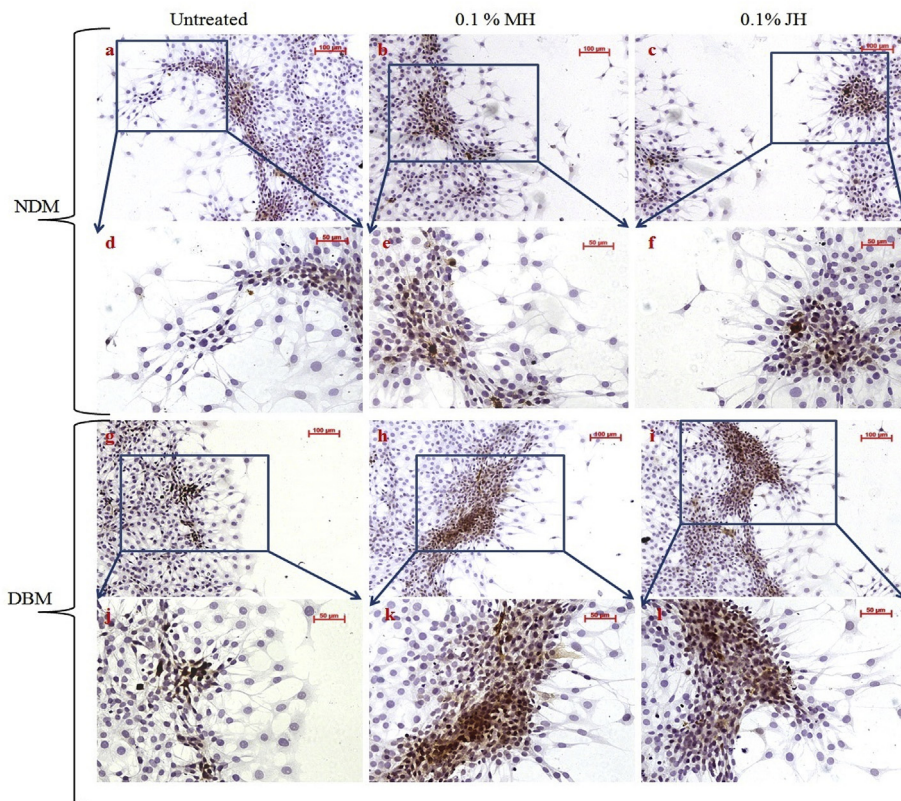 Untreated 0.1 % MH 0.1% JH
a 100 µm b 100 µm c 100 µm
NDM
d 50 µm e 50 µm f 50 µm
g 100 µm h 100 µm i 100 µm
DBM
j 50 µm k 50 µm l 50 µm